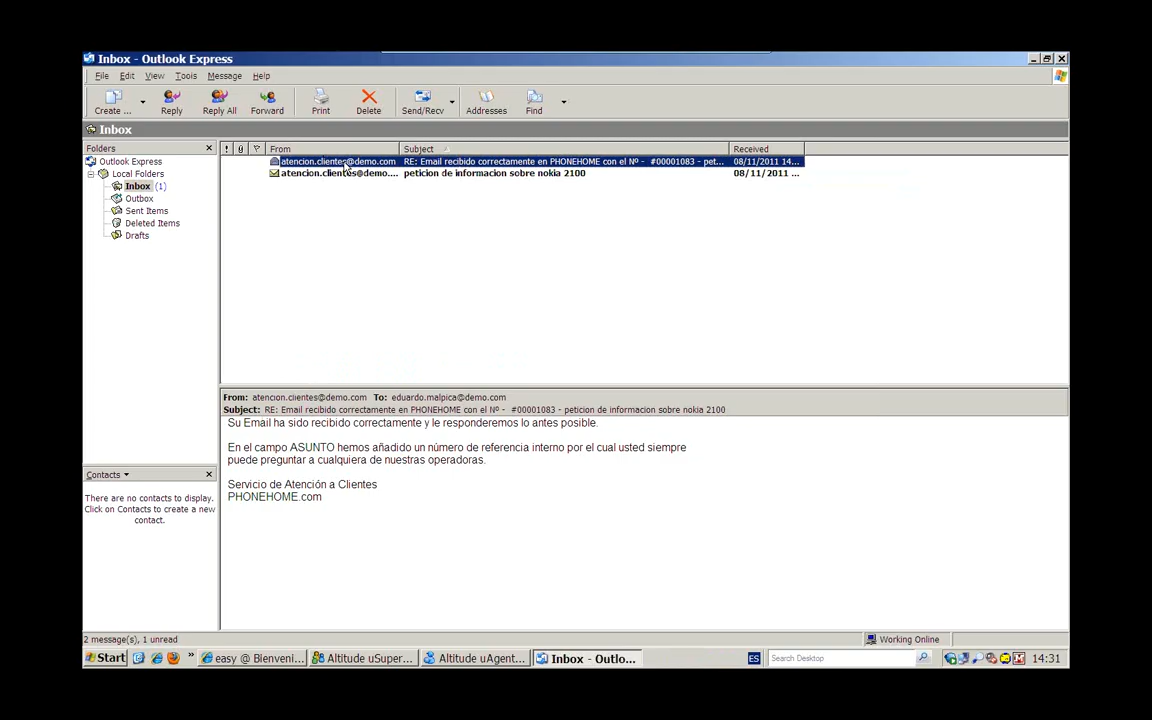 Inbox - Outlook Express
File Edit View Tools Message Help
Create ... Reply Reply All Forward Print Delete Send/Recv Addresses Find
Inbox
Folders
Outlook Express
Local Folders
Inbox (1)
Outbox
Sent Items
Deleted Items
Drafts
! From Subject Received
atencion.clientes@demo.com RE: Email recibido correctamente en PHONEHOME con el Nº - #00001083 - pet... 08/11/2011 14...
atencion.clientes@demo.... peticion de informacion sobre nokia 2100 08/11/2011 ...
From: atencion.clientes@demo.com To: eduardo.malpica@demo.com
Subject: RE: Email recibido correctamente en PHONEHOME con el Nº - #00001083 - peticion de informacion sobre nokia 2100
Su Email ha sido recibido correctamente y le responderemos lo antes posible.
En el campo ASUNTO hemos añadido un número de referencia interno por el cual usted siempre
puede preguntar a cualquiera de nuestras operadoras.
Servicio de Atención a Clientes
PHONEHOME.com
Contacts
There are no contacts to display.
Click on Contacts to create a new
contact.
2 message(s), 1 unread
Working Online
Start
»
easy @ Bienveni...
Altitude uSuper...
Altitude uAgent...
Inbox - Outlo...
ES
Search Desktop
14:31